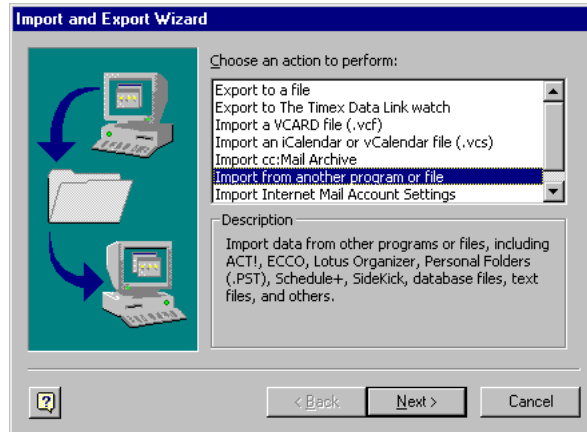 Import and Export Wizard
Choose an action to perform:
Export to a file
Export to The Timex Data Link watch
Import a VCARD file (.vcf)
Import an iCalendar or vCalendar file (.vcs)
Import cc:Mail Archive
Import from another program or file
Import Internet Mail Account Settings
Description
Import data from other programs or files, including
ACT!, ECCO, Lotus Organizer, Personal Folders
(.PST), Schedule+, SideKick, database files, text
files, and others.
? < Back Next > Cancel